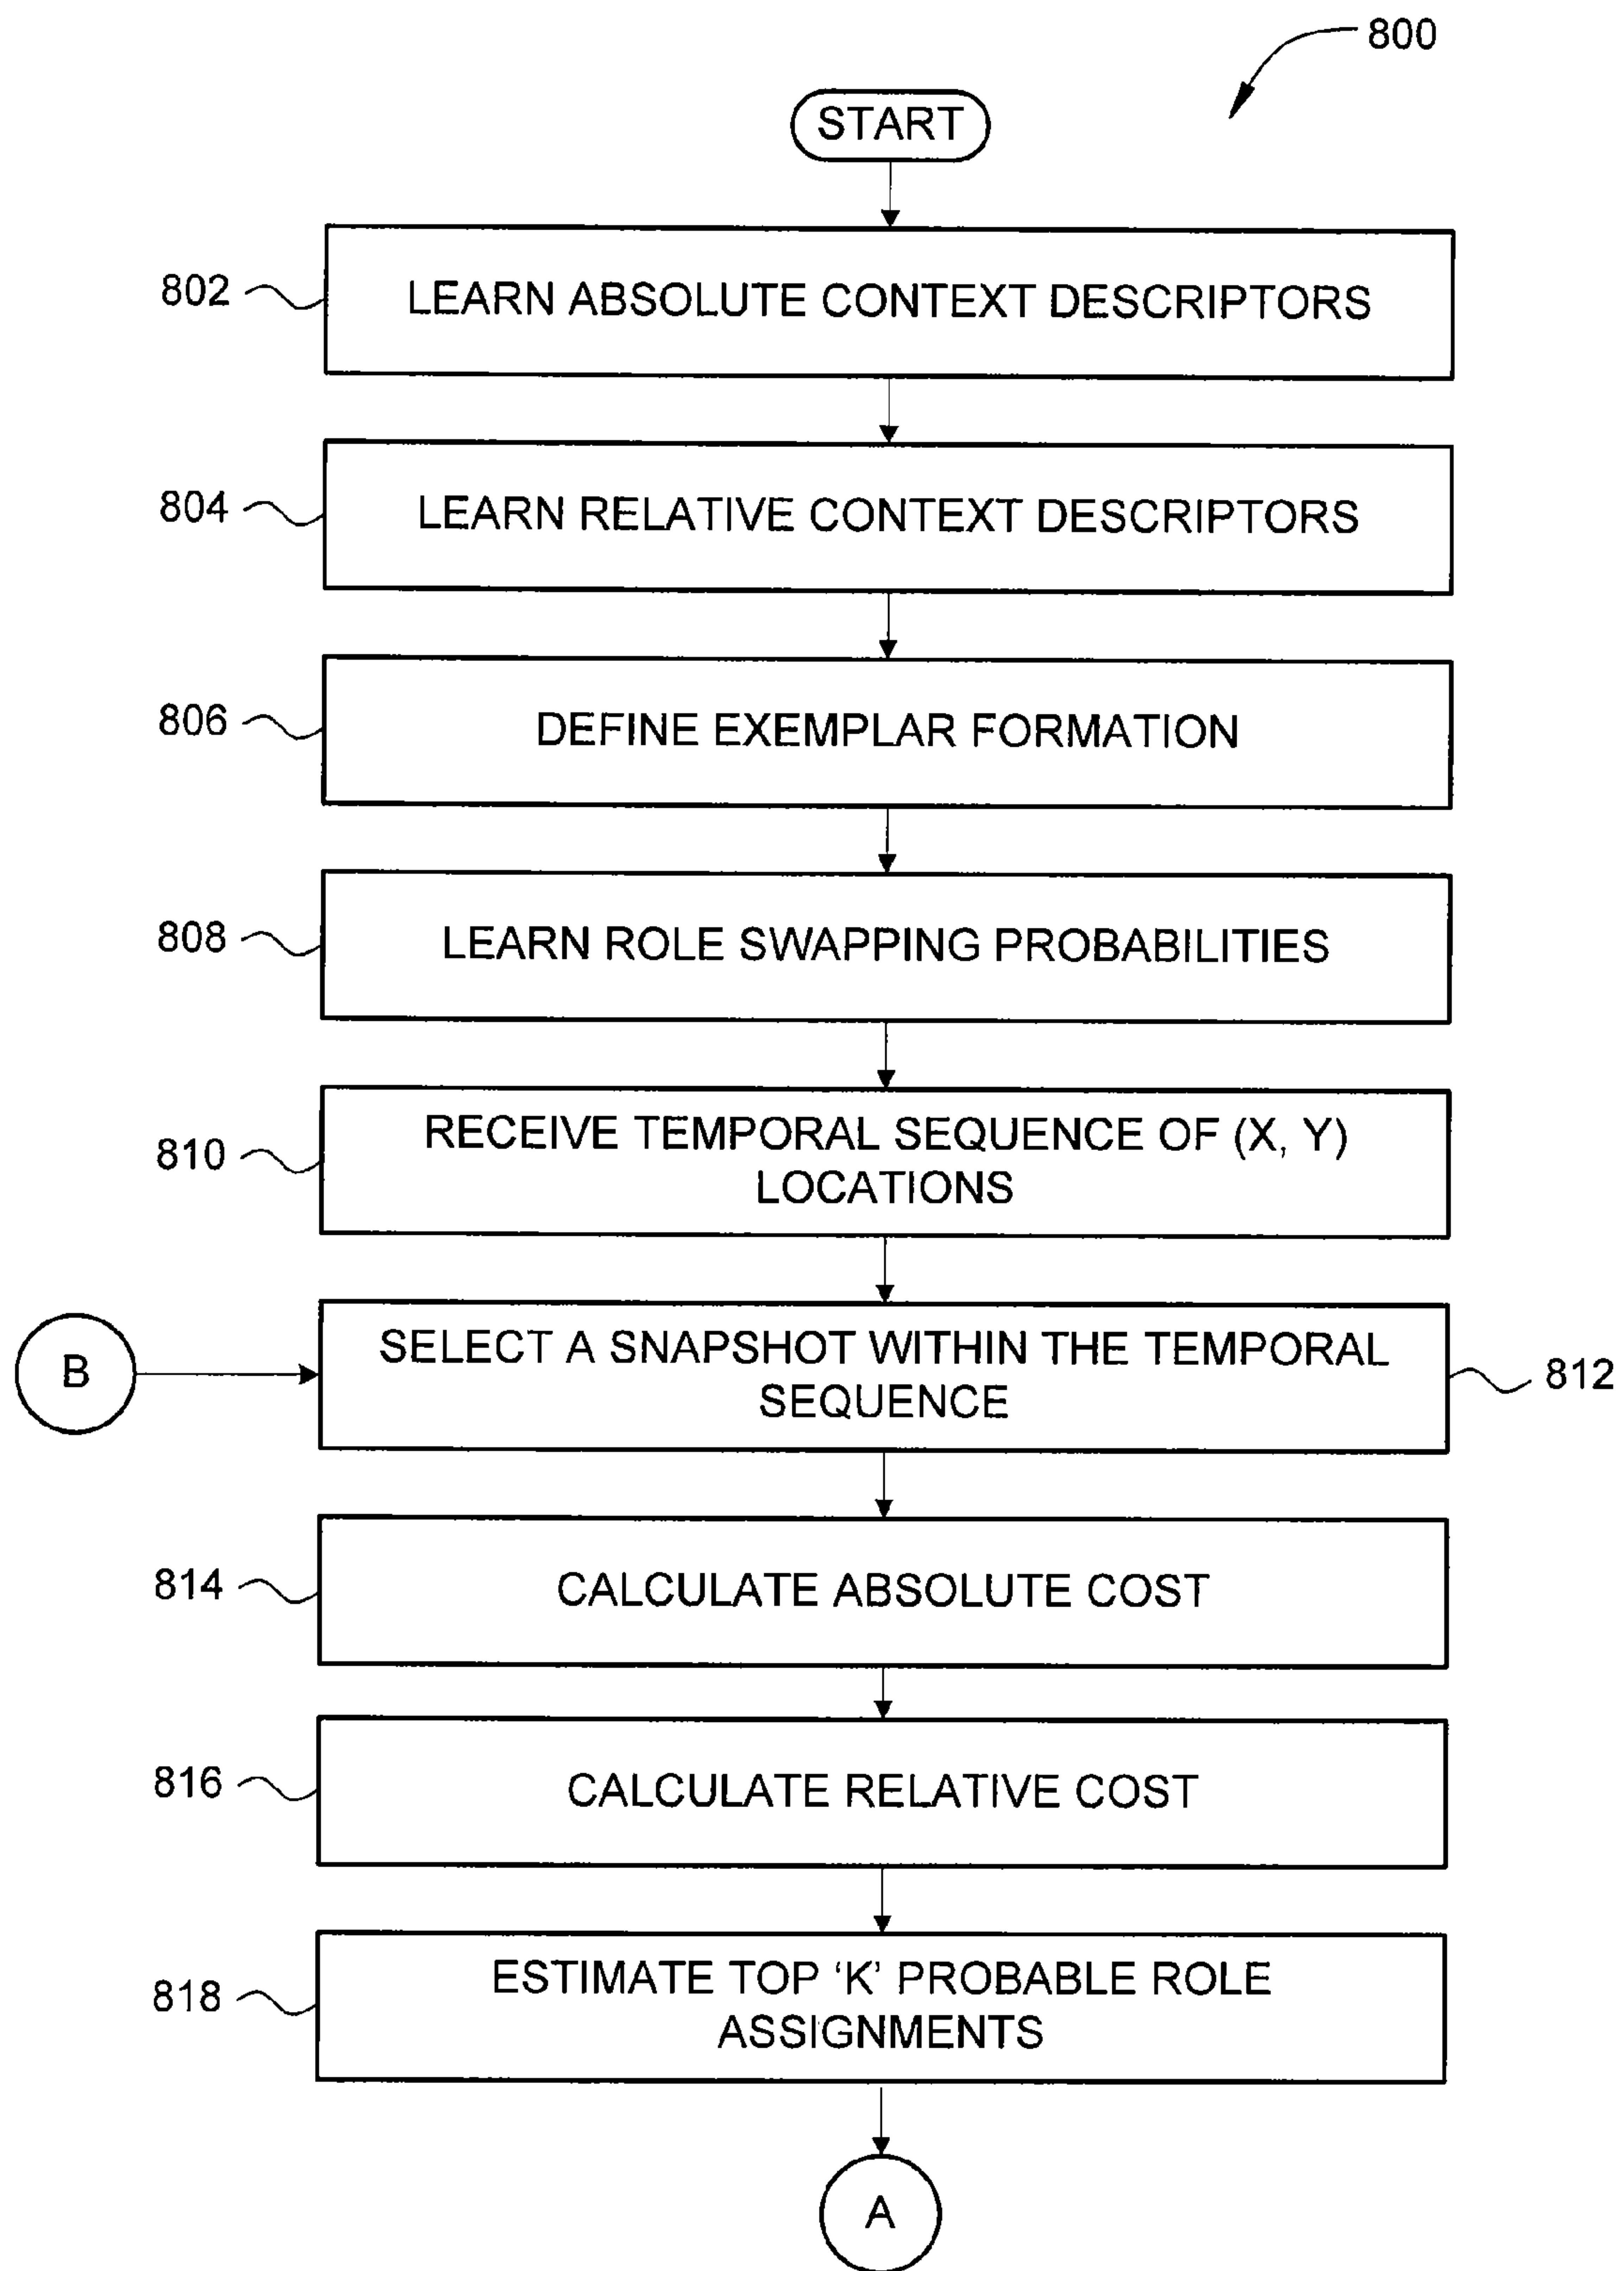 800
START
802
LEARN ABSOLUTE CONTEXT DESCRIPTORS
804
LEARN RELATIVE CONTEXT DESCRIPTORS
806
DEFINE EXEMPLAR FORMATION
808
LEARN ROLE SWAPPING PROBABILITIES
810
RECEIVE TEMPORAL SEQUENCE OF (X, Y)
LOCATIONS
B
SELECT A SNAPSHOT WITHIN THE TEMPORAL
SEQUENCE
812
814
CALCULATE ABSOLUTE COST
816
CALCULATE RELATIVE COST
818
ESTIMATE TOP ‘K’ PROBABLE ROLE
ASSIGNMENTS
A